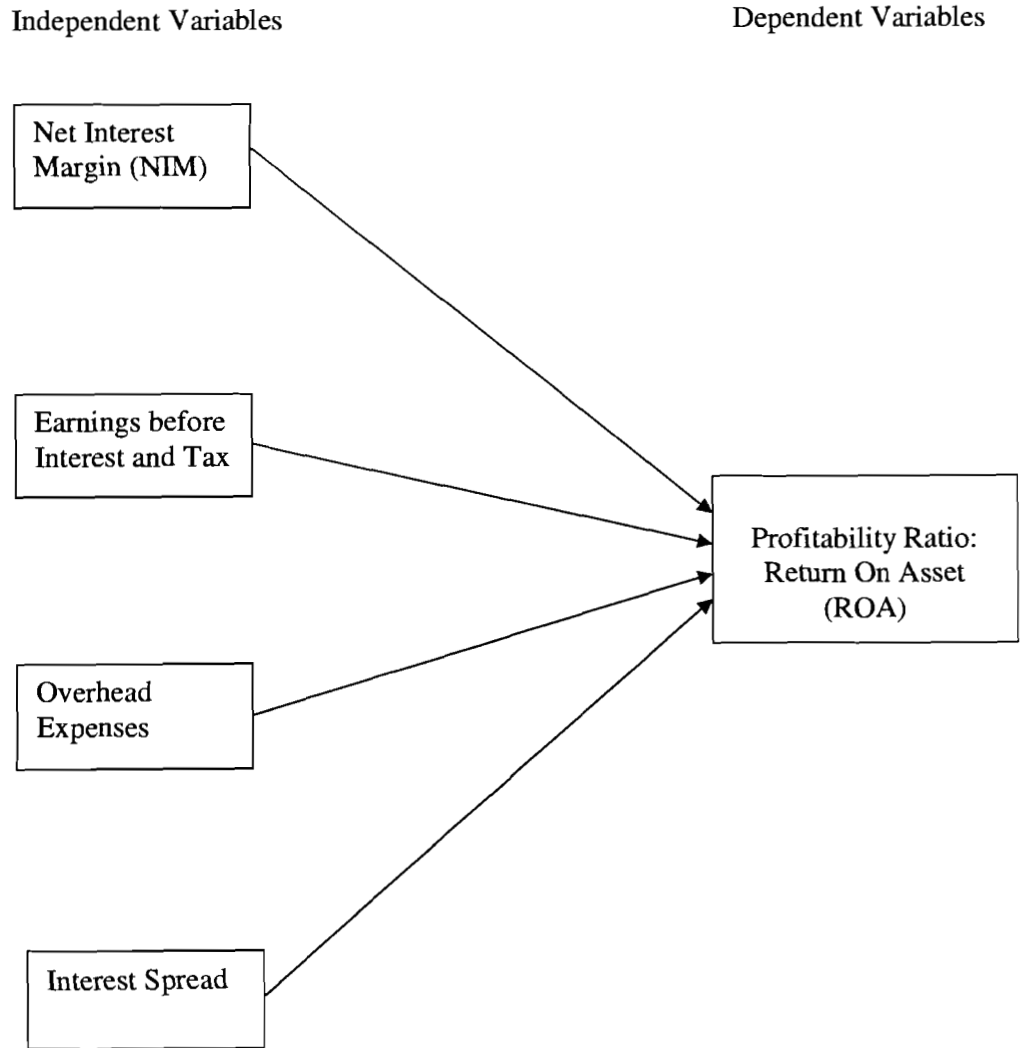 Independent Variables
Dependent Variables
Net Interest
Margin (NIM)
Earnings before
Interest and Tax
Profitability Ratio:
Return On Asset
(ROA)
Overhead
Expenses
Interest Spread